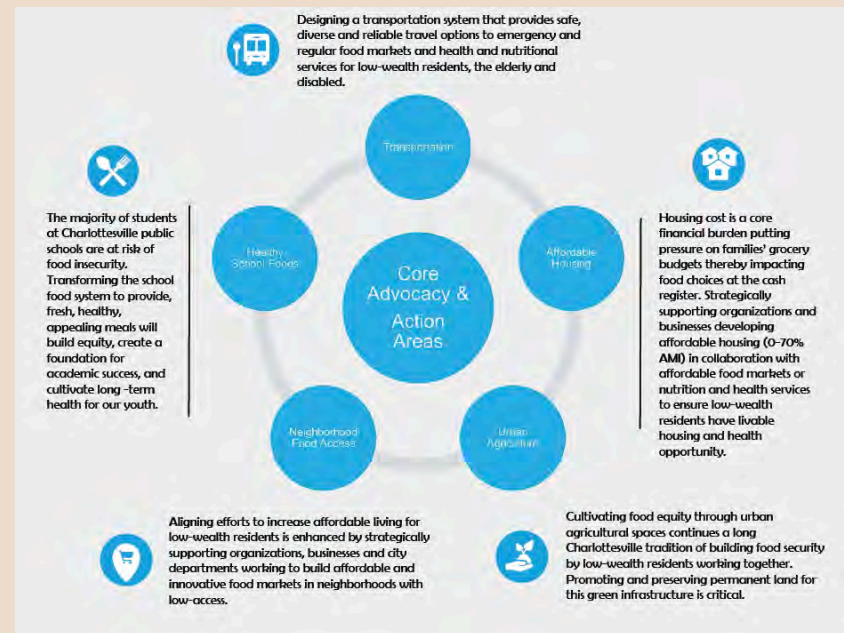 Designing a transportation system that provides safe,
diverse and reliable travel options to emergency and
regular food markets and health and nutritional
services for low-wealth residents, the elderly and
disabled.
Transportation
The majority of students
at Charlottesville public
schools are at risk of
food insecurity.
Transforming the school
food system to provide,
fresh, healthy,
appealing meals will
build equity, create a
foundation for
academic success, and
cultivate long -term
health for our youth.
Healthy
School Foods
Core
Advocacy &
Action
Areas
Affordable
Housing
Housing cost is a core
financial burden putting
pressure on families' grocery
budgets thereby impacting
food choices at the cash
register. Strategically
supporting organizations and
businesses developing
affordable housing (0-70%
AMI) in collaboration with
affordable food markets or
nutrition and health services
to ensure low-wealth
residents have livable
housing and health
opportunity.
Neighborhood
Food Access
Urban
Agriculture
Aligning efforts to increase affordable living for
low-wealth residents is enhanced by strategically
supporting organizations, businesses and city
departments working to build affordable and
innovative food markets in neighborhoods with
low-access.
Cultivating food equity through urban
agricultural spaces continues a long
Charlottesville tradition of building food security
by low-wealth residents working together.
Promoting and preserving permanent land for
this green infrastructure is critical.